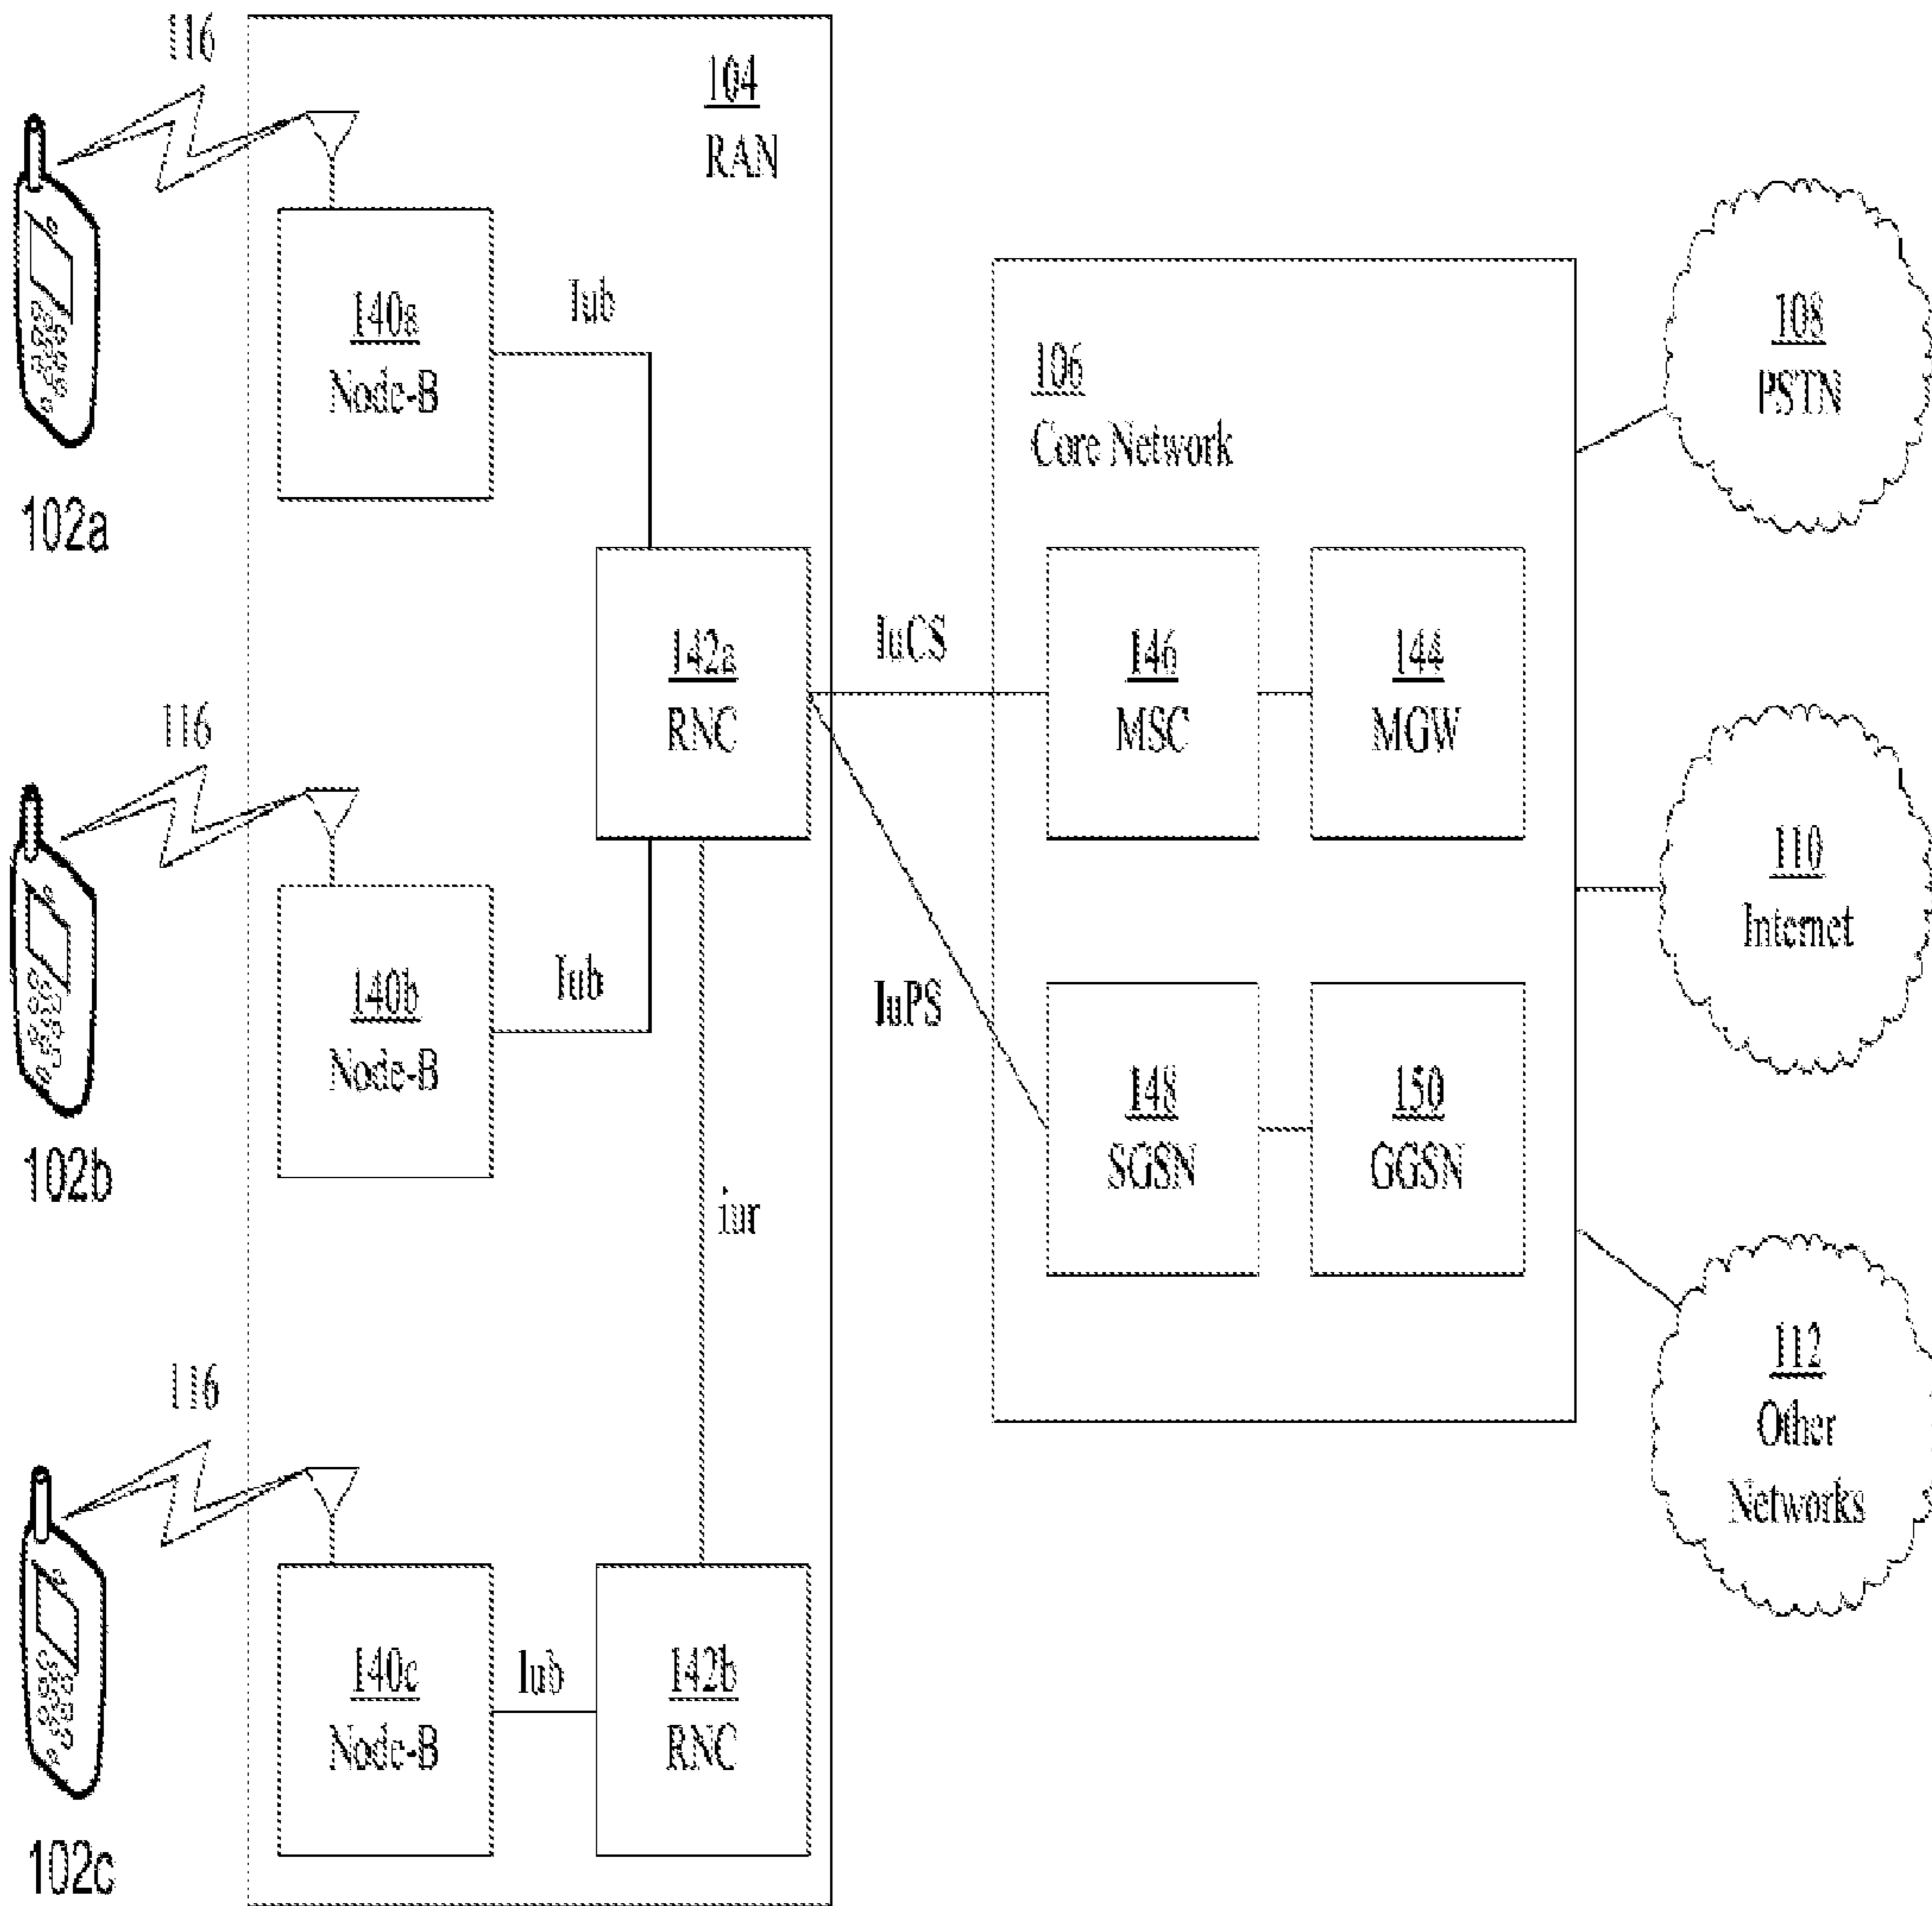 116
104
RAN
140a
Node-B
Iub
102a
106
Core Network
108
PSTN
142a
RNC
IuCS
146
MSC
144
MGW
116
110
Internet
140b
Node-B
Iub
102b
IuPS
148
SGSN
150
GGSN
iur
116
112
Other
Networks
140c
Node-B
Iub
142b
RNC
102c